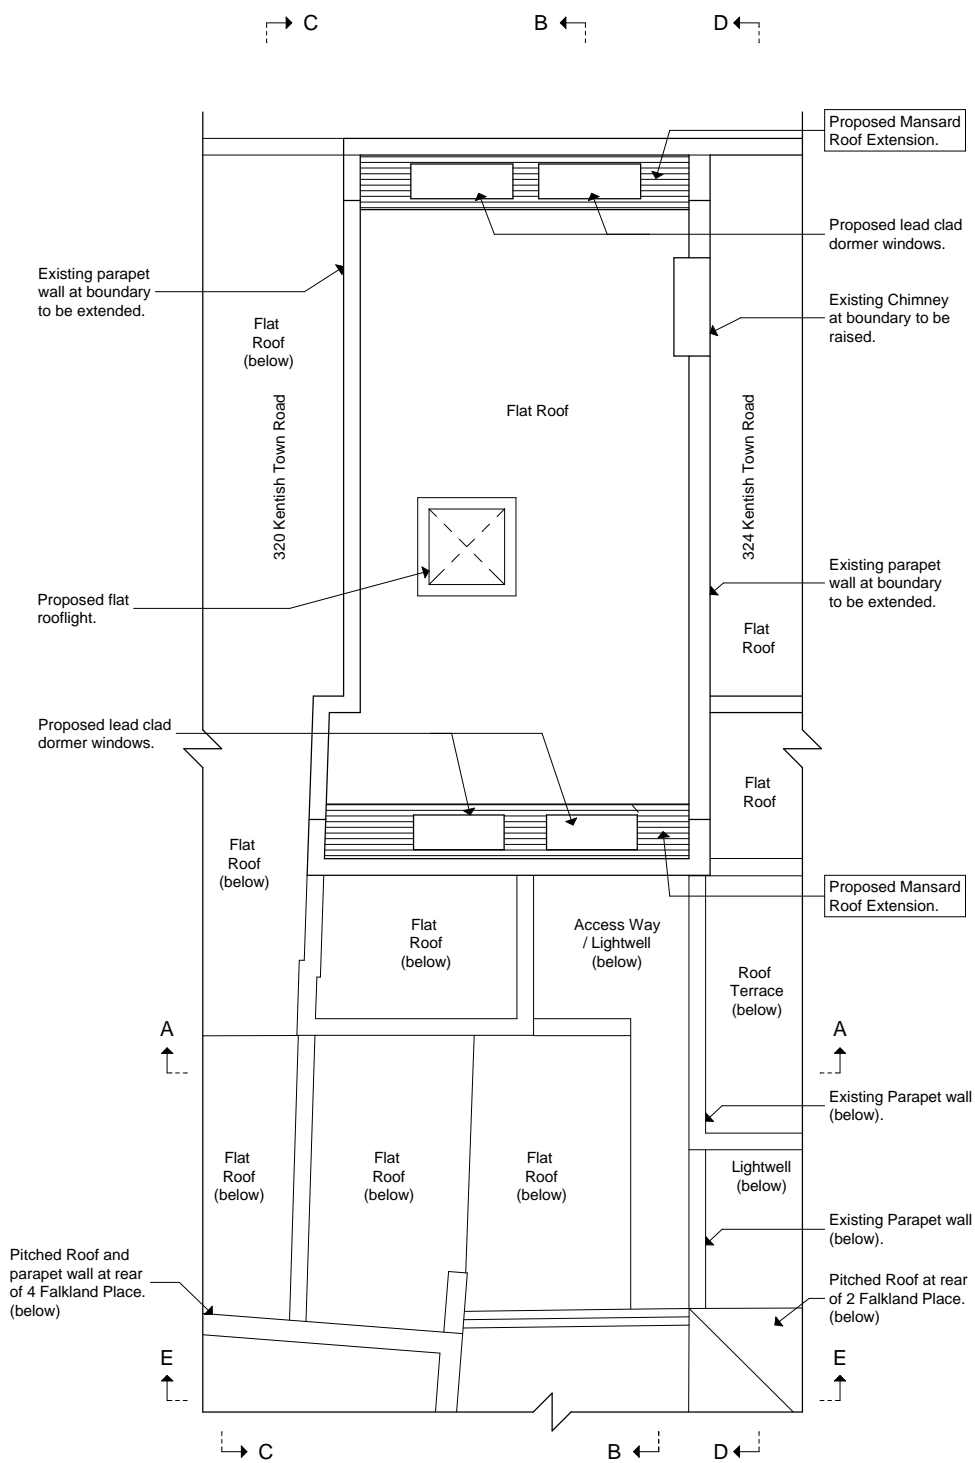 C
B
D
Proposed Mansard
Roof Extension.
Proposed lead clad
dormer windows.
Existing parapet
wall at boundary
to be extended.
Flat
Roof
(below)
Existing Chimney
at boundary to be
raised.
Flat Roof
320 Kentish Town Road
324 Kentish Town Road
Proposed flat
rooflight.
Existing parapet
wall at boundary
to be extended.
Flat
Roof
Proposed lead clad
dormer windows.
Flat
Roof
Flat
Roof
(below)
Proposed Mansard
Roof Extension.
Flat
Roof
(below)
Access Way
/ Lightwell
(below)
Roof
Terrace
(below)
A
A
Existing Parapet wall
(below).
Flat
Roof
(below)
Flat
Roof
(below)
Flat
Roof
(below)
Lightwell
(below)
Existing Parapet wall
(below).
Pitched Roof and
parapet wall at rear
of 4 Falkland Place.
(below)
Pitched Roof at rear
of 2 Falkland Place.
(below)
E
E
C
B
D